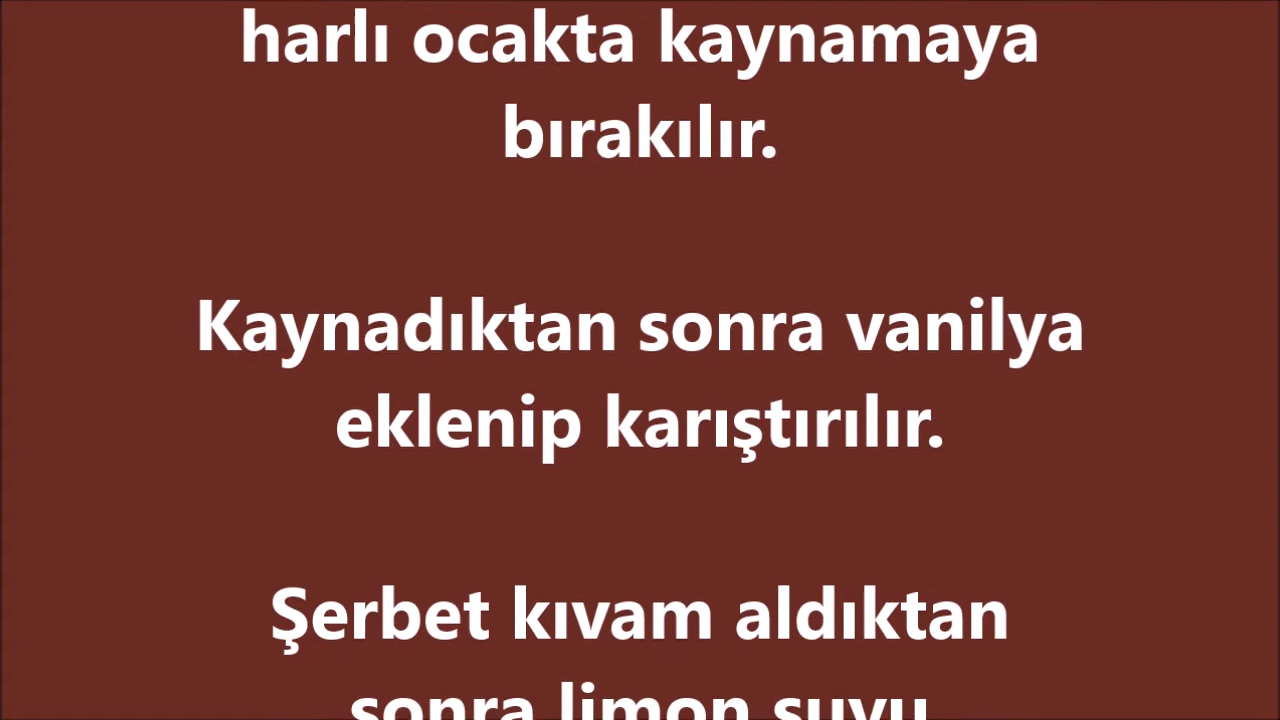 harlı ocakta kaynamaya
bırakılır.
Kaynadıktan sonra vanilya
eklenip karıştırılır.
Şerbet kıvam aldıktan
sonra limon suyu